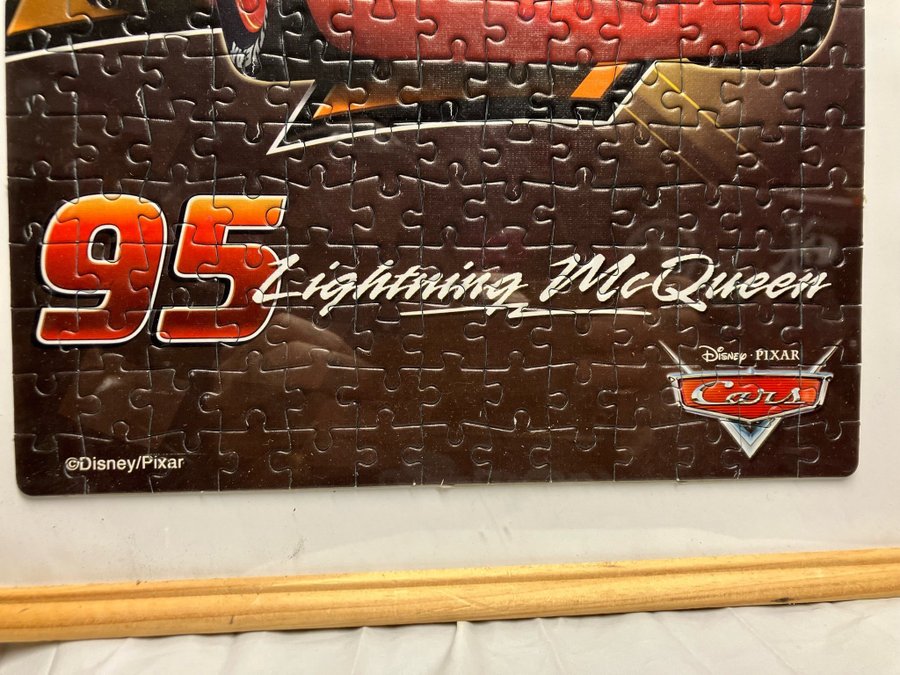 95
Lightning McQueen
Disney · PIXAR
Cars
©Disney/Pixar